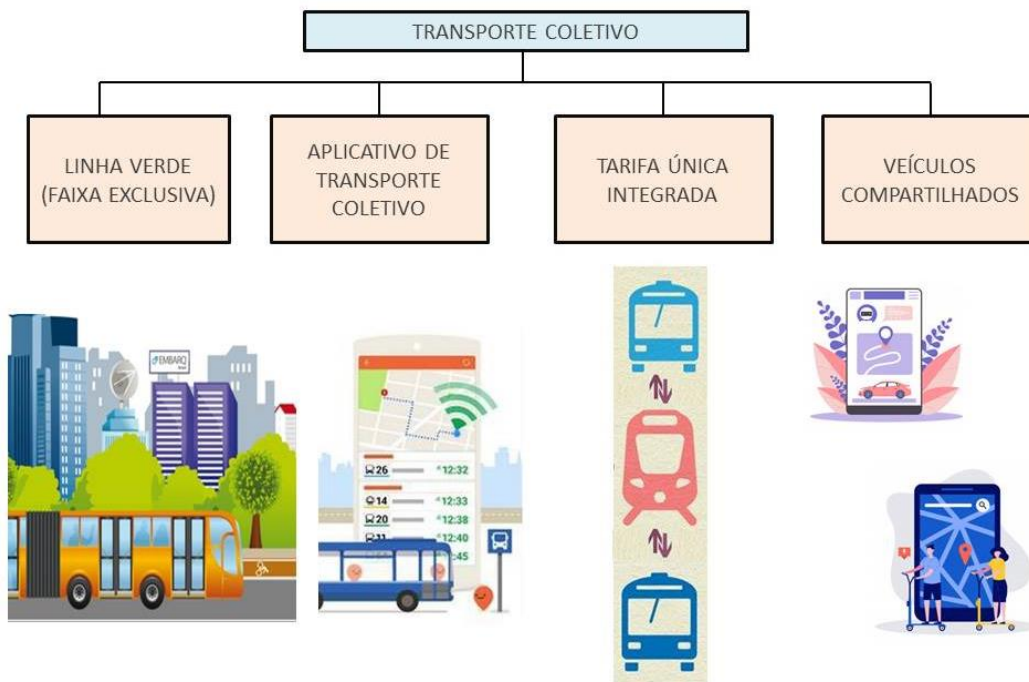 TRANSPORTE COLETIVO
LINHA VERDE
(FAIXA EXCLUSIVA)
APLICATIVO DE
TRANSPORTE
COLETIVO
TARIFA ÚNICA
INTEGRADA
VEÍCULOS
COMPARTILHADOS
EMBARQ
26 12:32
14 12:33
20 12:38
12:40
:45